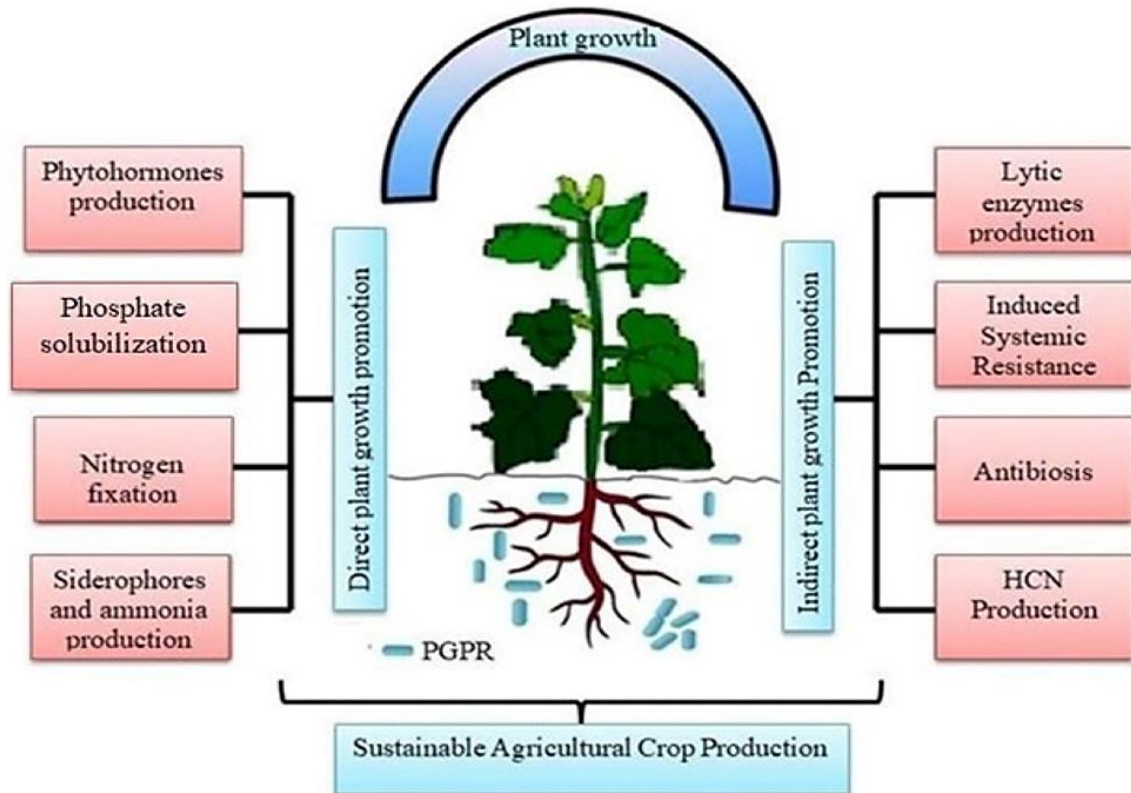 Plant growth
Phytohormones
production
Phosphate
solubilization
Nitrogen
fixation
Siderophores
and ammonia
production
Direct plant growth promotion
Indirect plant growth Promotion
Lytic
enzymes
production
Induced
Systemic
Resistance
Antibiosis
HCN
Production
PGPR
Sustainable Agricultural Crop Production